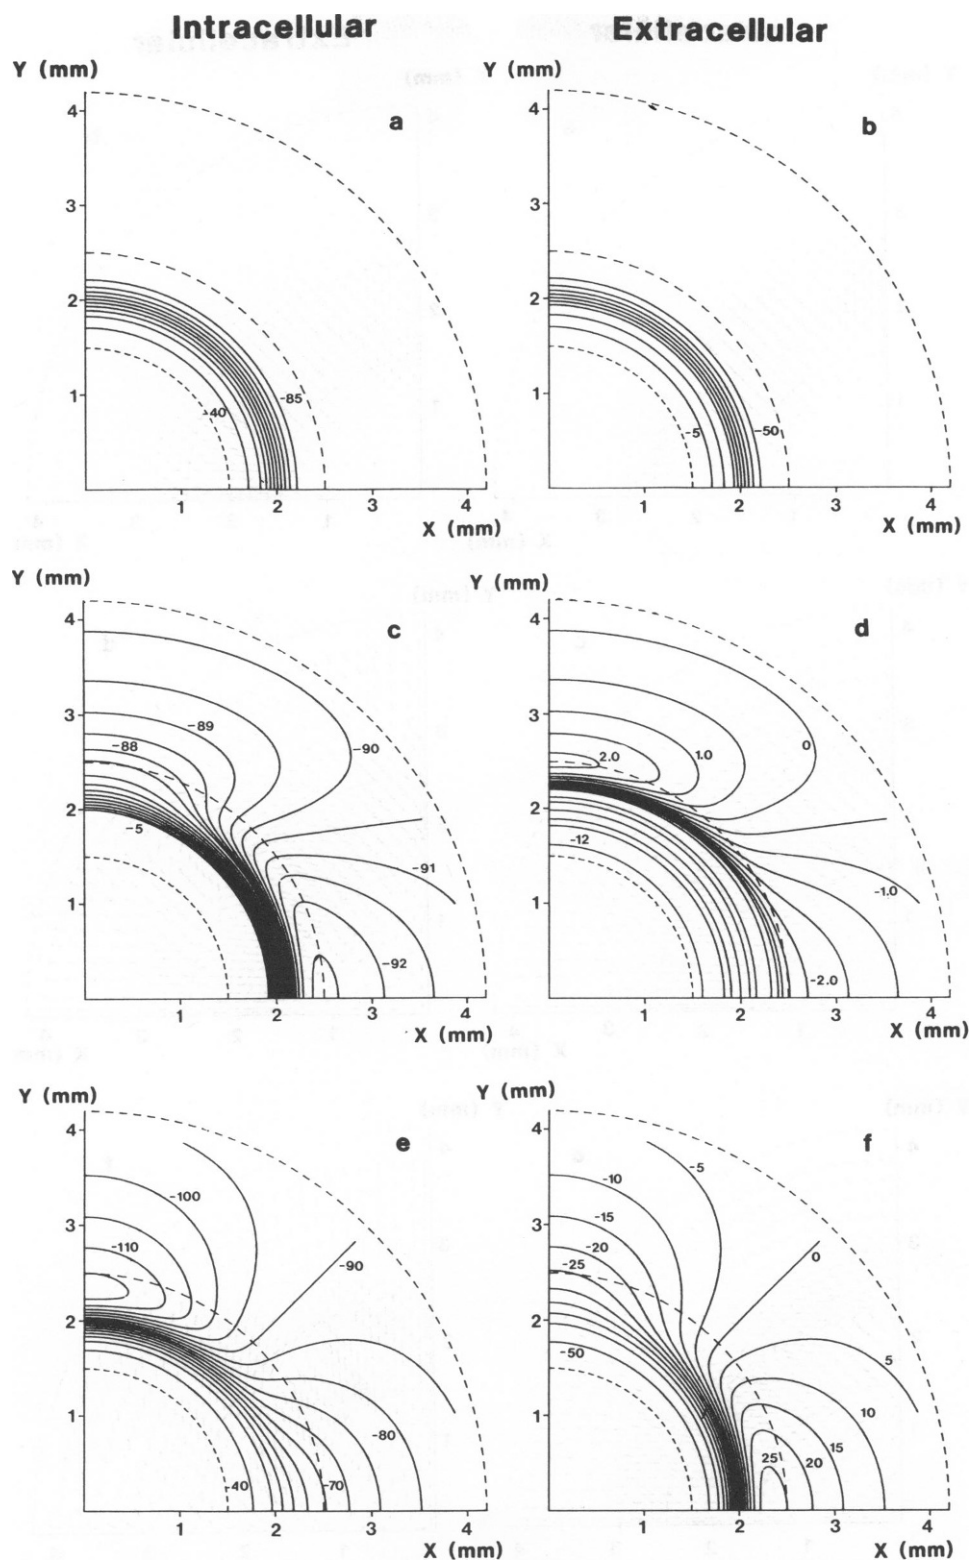 Intracellular Extracellular
Y (mm) Y (mm)
a b
4 4
3 3
2 2
1 1
-40 -85 -5 -50
1 2 3 4 1 2 3 4
X (mm) X (mm)
Y (mm) Y (mm)
c d
4 4
3 3
2 2
1 1
-89 -90 -88 -5 -91 -92
2.0 1.0 0 -12 -1.0 -2.0
1 2 3 4 1 2 3 4
X (mm) X (mm)
Y (mm) Y (mm)
e f
4 4
3 3
2 2
1 1
-100 -110 -90 -80 -40 -70
-5 -10 -15 -20 -25 0 -50 5 10 15 20 25
1 2 3 4 1 2 3 4
X (mm) X (mm)